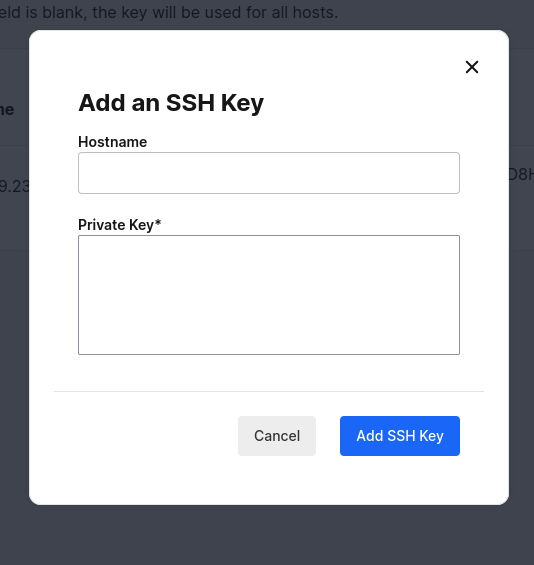 eld is blank, the key will be used for all hosts.
Add an SSH Key
me
Hostname
9.23
D8H
Private Key*
Cancel
Add SSH Key